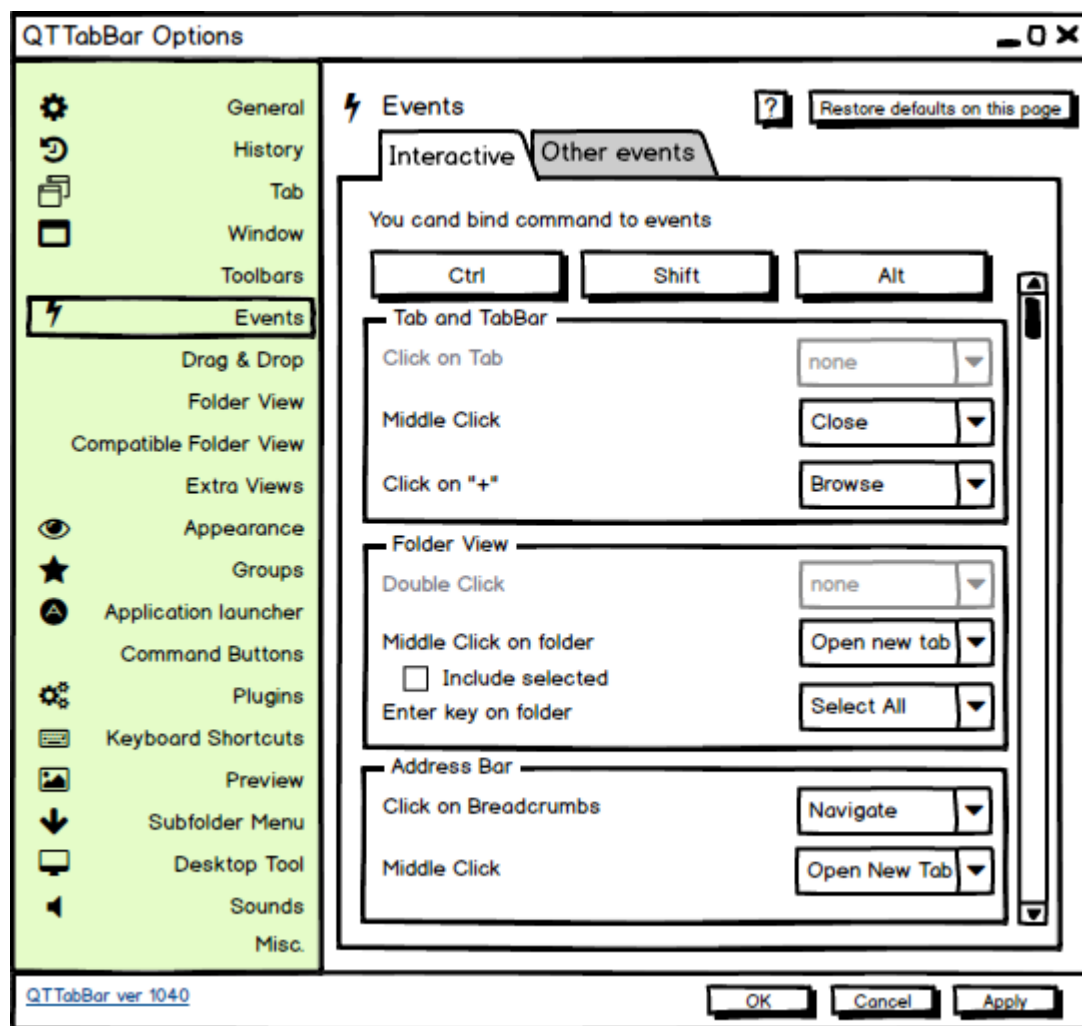 QTTabBar Options
General
History
Tab
Window
Toolbars
Events
Drag & Drop
Folder View
Compatible Folder View
Extra Views
Appearance
Groups
Application launcher
Command Buttons
Plugins
Keyboard Shortcuts
Preview
Subfolder Menu
Desktop Tool
Sounds
Misc.
Events
?
Restore defaults on this page
Interactive
Other events
You cand bind command to events
Ctrl
Shift
Alt
Tab and TabBar
Click on Tab
none
Middle Click
Close
Click on "+"
Browse
Folder View
Double Click
none
Middle Click on folder
Open new tab
Include selected
Enter key on folder
Select All
Address Bar
Click on Breadcrumbs
Navigate
Middle Click
Open New Tab
QTTabBar ver 1040
OK
Cancel
Apply